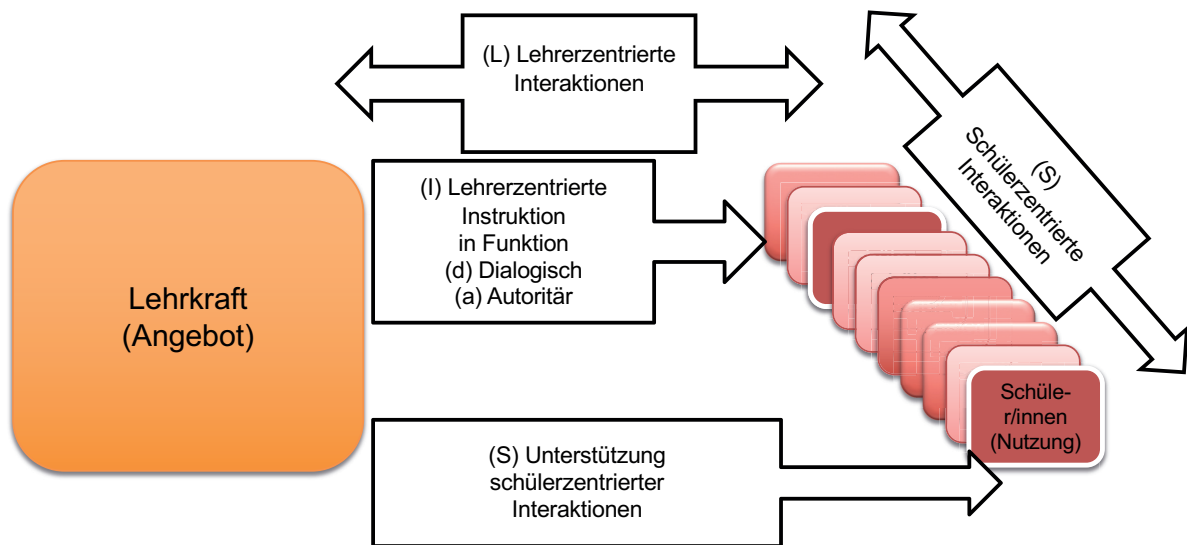 (L) Lehrerzentrierte
Interaktionen
(S)
Schülerzentrierte
Interaktionen
(I) Lehrerzentrierte
Instruktion
in Funktion
(d) Dialogisch
(a) Autoritär
Lehrkraft
(Angebot)
Schüle-
r/innen
(Nutzung)
(S) Unterstützung
schülerzentrierter
Interaktionen